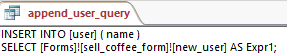 append_user_query
INSERT INTO [user] ( name )
SELECT [Forms]![sell_coffee_form]![new_user] AS Expr1;